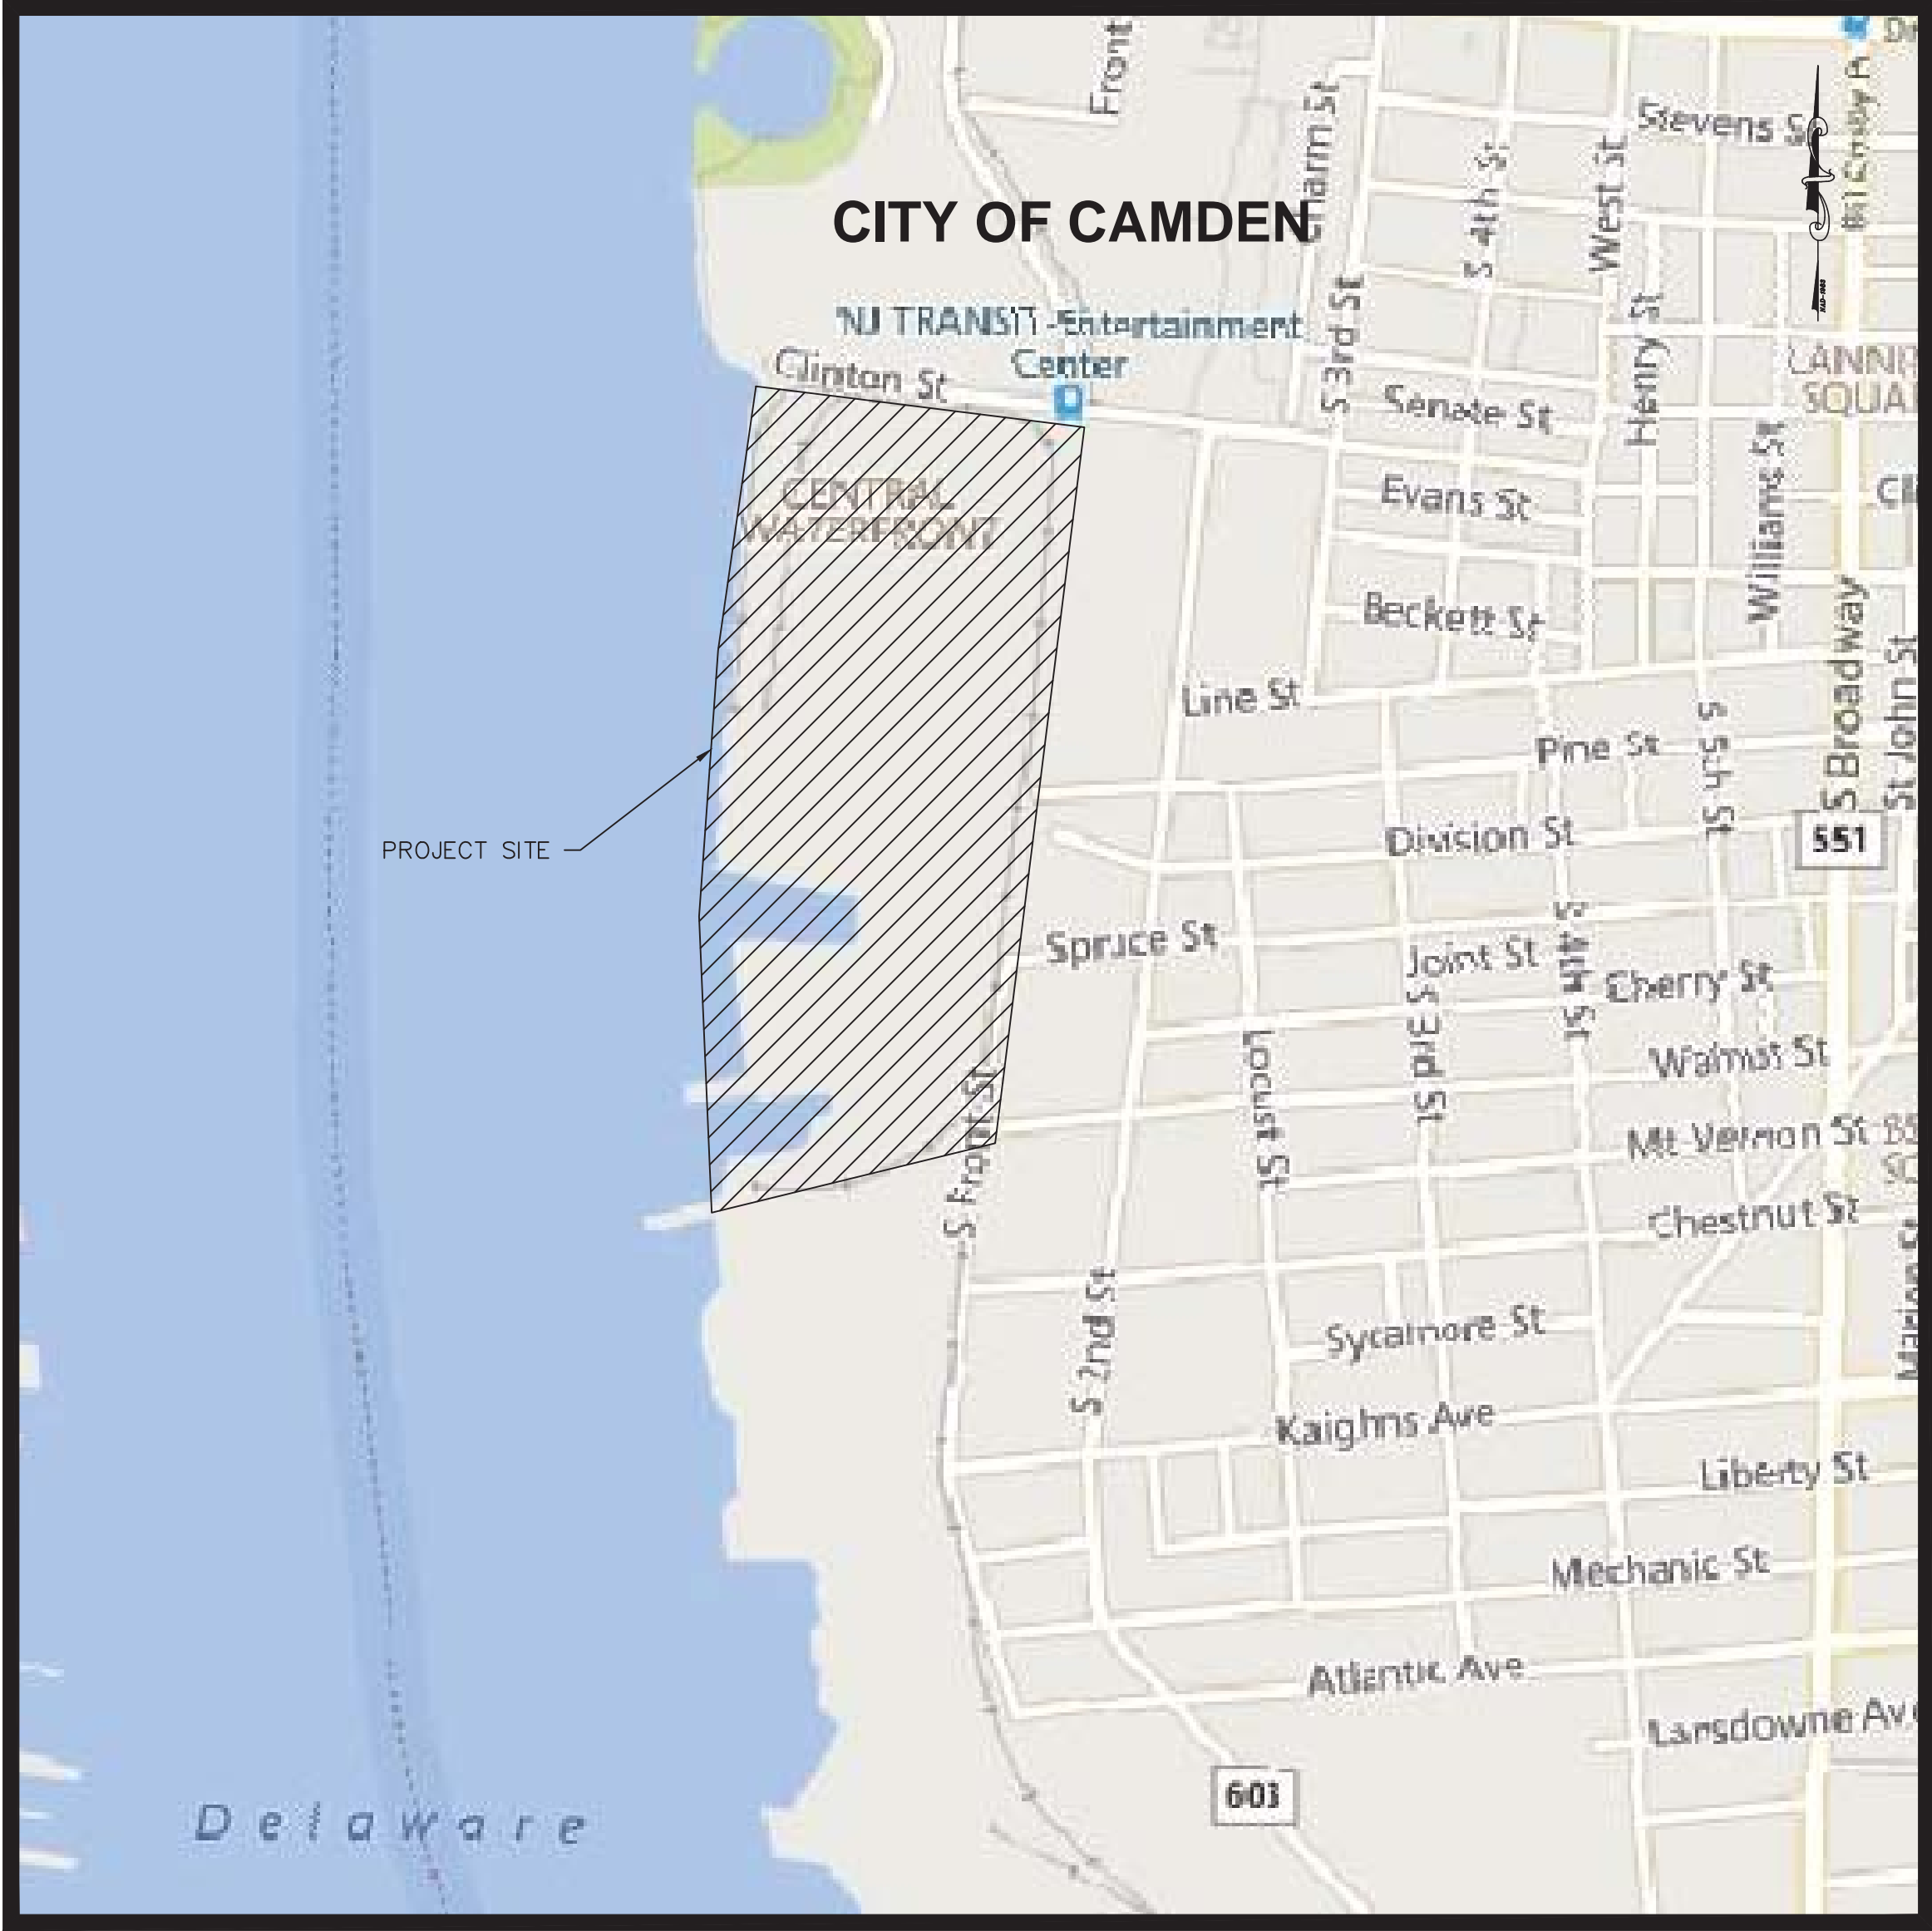 Front
Stevens St
S 4th St
West St
CITY OF CAMDEN
NJ TRANSIT-Entertainment
Center
S 3rd St
Henry St
Clinton St
Senate St
CENTRAL
WATERFRONT
Evans St
Williams St
Beckett St
Line St
Pine St
S 5th St
S Broadway
St John St
PROJECT SITE
Division St
551
Spruce St
Joint St
S 4th St
Cherry St
S 3rd St
Locust St
Walnut St
S Front St
Mt Vernon St
Chestnut St
S 2nd St
Sycamore St
Kaighns Ave
Liberty St
Mechanic St
Atlantic Ave
Lansdowne Ave
603
Delaware